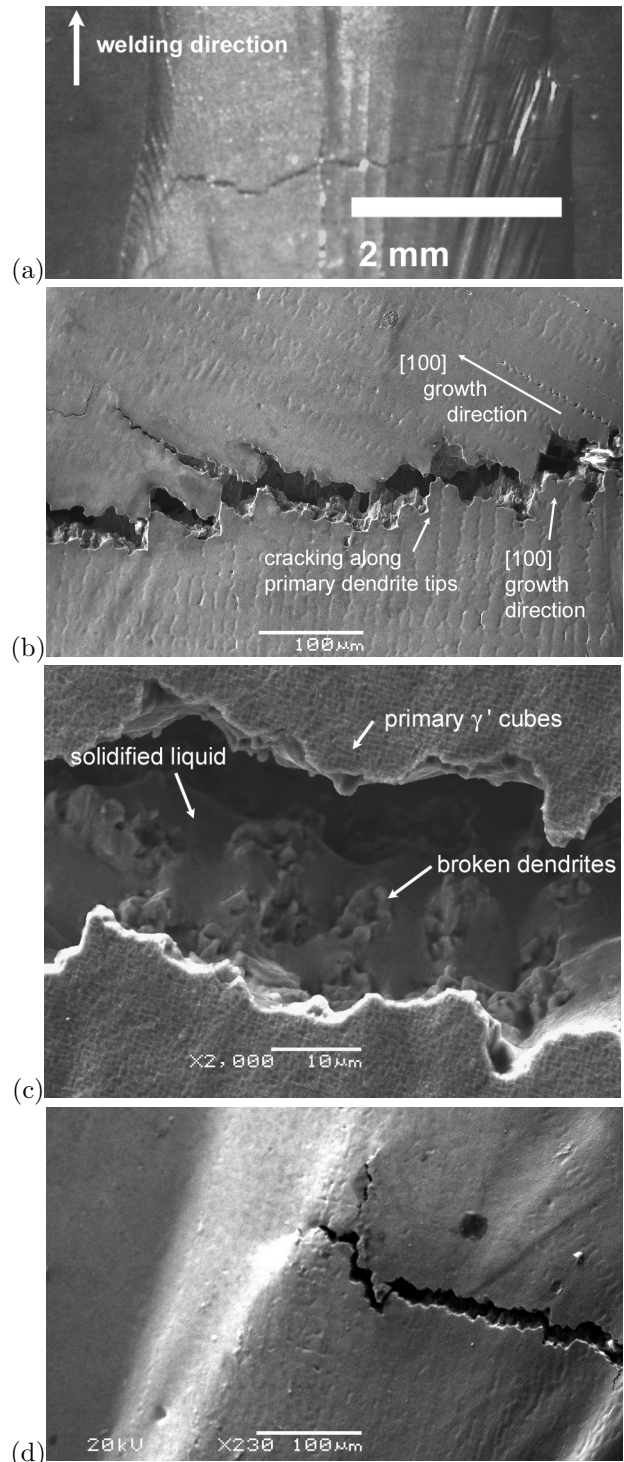 welding direction
2 mm
(a)
[100]
growth
direction
cracking along
primary dendrite tips
[100]
growth
direction
100µm
(b)
primary γ' cubes
solidified liquid
broken dendrites
X2,000 10µm
(c)
20kV X230 100µm
(d)